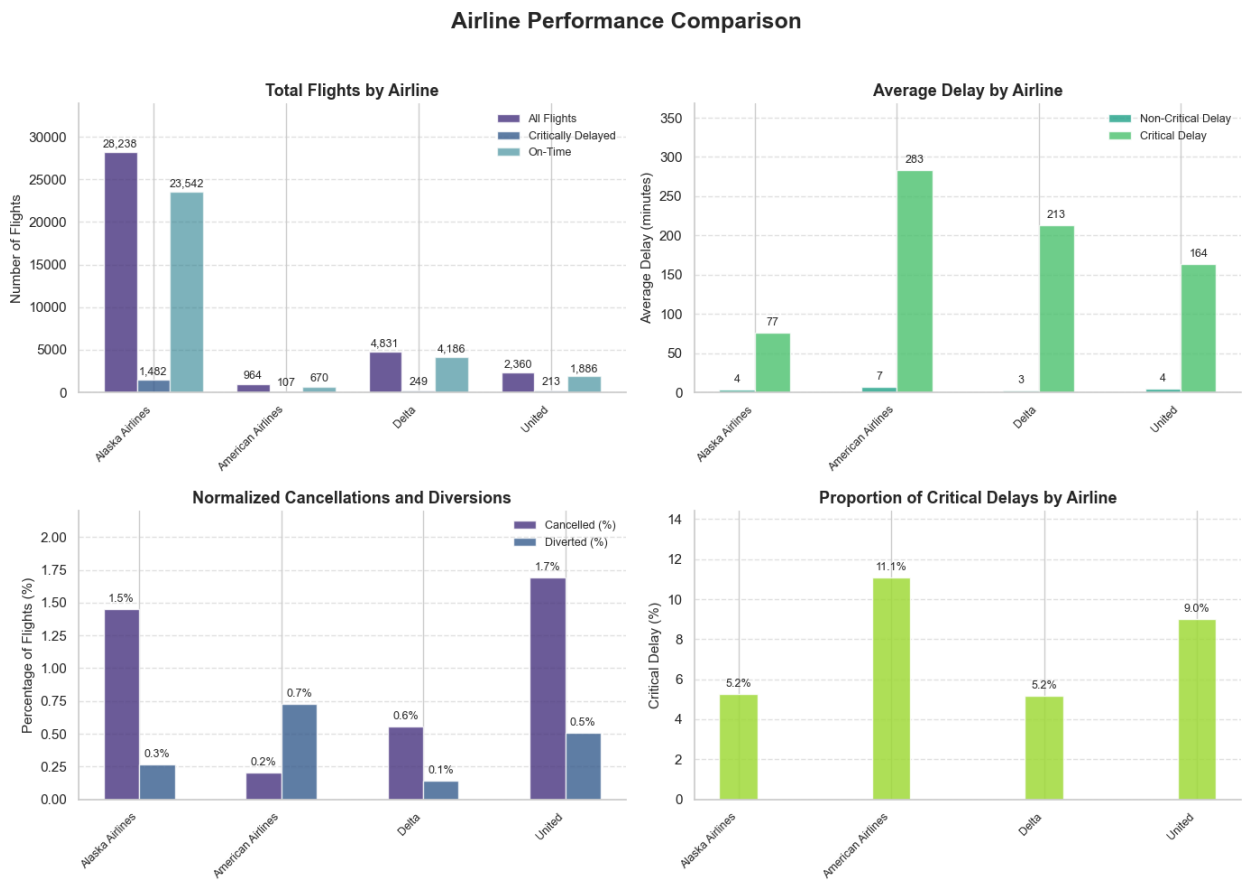 Airline Performance Comparison
Total Flights by Airline
Number of Flights
30000
25000
20000
15000
10000
5000
0
All Flights
Critically Delayed
On-Time
28,238
1,482
23,542
964
107
670
4,831
249
4,186
2,360
213
1,886
Alaska Airlines
American Airlines
Delta
United
Average Delay by Airline
Average Delay (minutes)
350
300
250
200
150
100
50
0
Non-Critical Delay
Critical Delay
4
77
7
283
3
213
4
164
Alaska Airlines
American Airlines
Delta
United
Normalized Cancellations and Diversions
Percentage of Flights (%)
2.00
1.75
1.50
1.25
1.00
0.75
0.50
0.25
0.00
Cancelled (%)
Diverted (%)
1.5%
0.3%
0.2%
0.7%
0.6%
0.1%
1.7%
0.5%
Alaska Airlines
American Airlines
Delta
United
Proportion of Critical Delays by Airline
Critical Delay (%)
14
12
10
8
6
4
2
0
5.2%
11.1%
5.2%
9.0%
Alaska Airlines
American Airlines
Delta
United